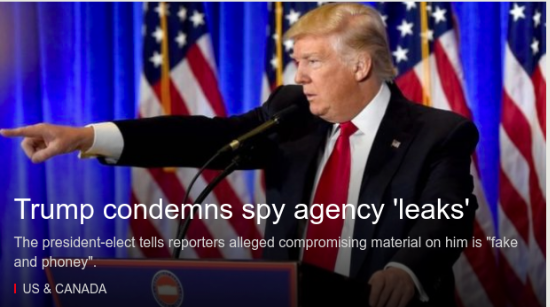 Trump condemns spy agency 'leaks'
The president-elect tells reporters alleged compromising material on him is "fake
and phoney".
US & CANADA